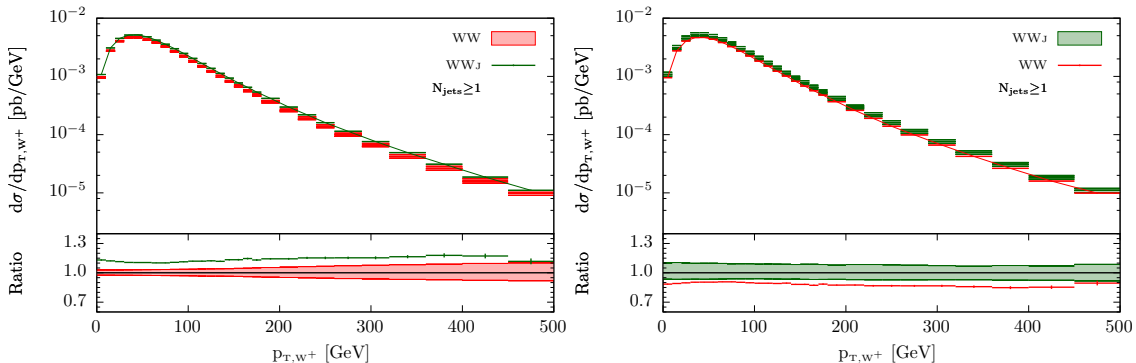 10⁻²
10⁻³
10⁻⁴
10⁻⁵
dσ/dp_T,W⁺ [pb/GeV]
WW
WWJ
N_jets≥1
1.3
1.0
0.7
Ratio
0 100 200 300 400 500
p_T,W⁺ [GeV]
10⁻²
10⁻³
10⁻⁴
10⁻⁵
dσ/dp_T,W⁺ [pb/GeV]
WWJ
WW
N_jets≥1
1.3
1.0
0.7
Ratio
0 100 200 300 400 500
p_T,W⁺ [GeV]